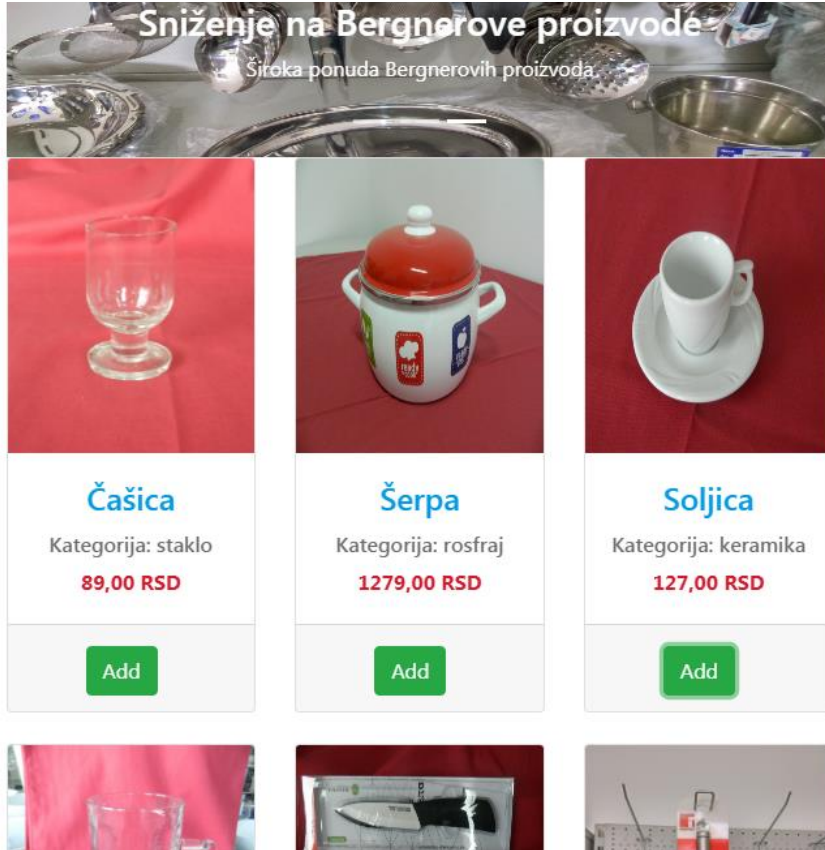 Sniženje na Bergnerove proizvode
Široka ponuda Bergnerovih proizvoda
Čašica
Kategorija: staklo
89,00 RSD
Add
Šerpa
Kategorija: rosfraj
1279,00 RSD
Add
Soljica
Kategorija: keramika
127,00 RSD
Add